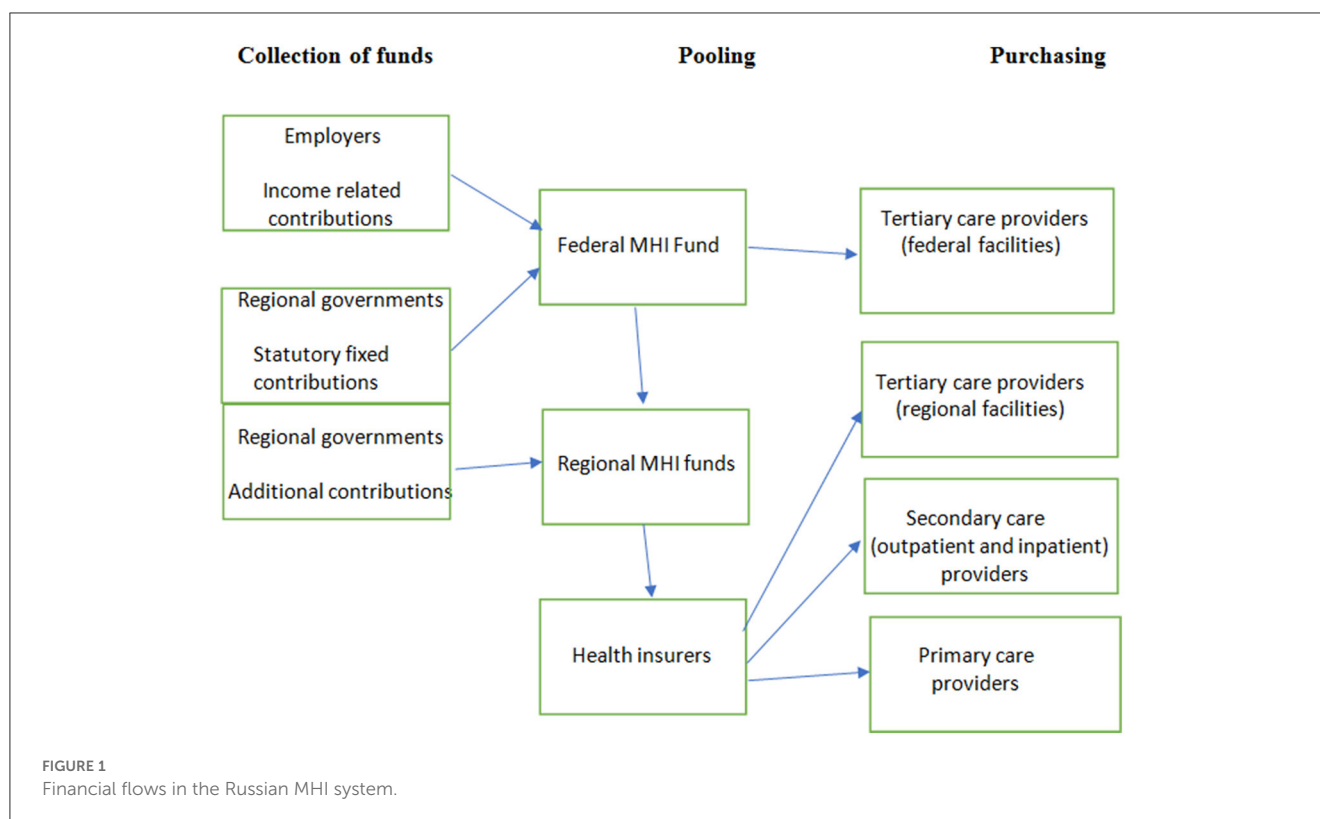 Collection of funds
Pooling
Purchasing
Employers
Income related
contributions
Regional governments
Statutory fixed
contributions
Regional governments
Additional contributions
Federal MHI Fund
Regional MHI funds
Health insurers
Tertiary care providers
(federal facilities)
Tertiary care providers
(regional facilities)
Secondary care
(outpatient and inpatient)
providers
Primary care
providers
FIGURE 1
Financial flows in the Russian MHI system.